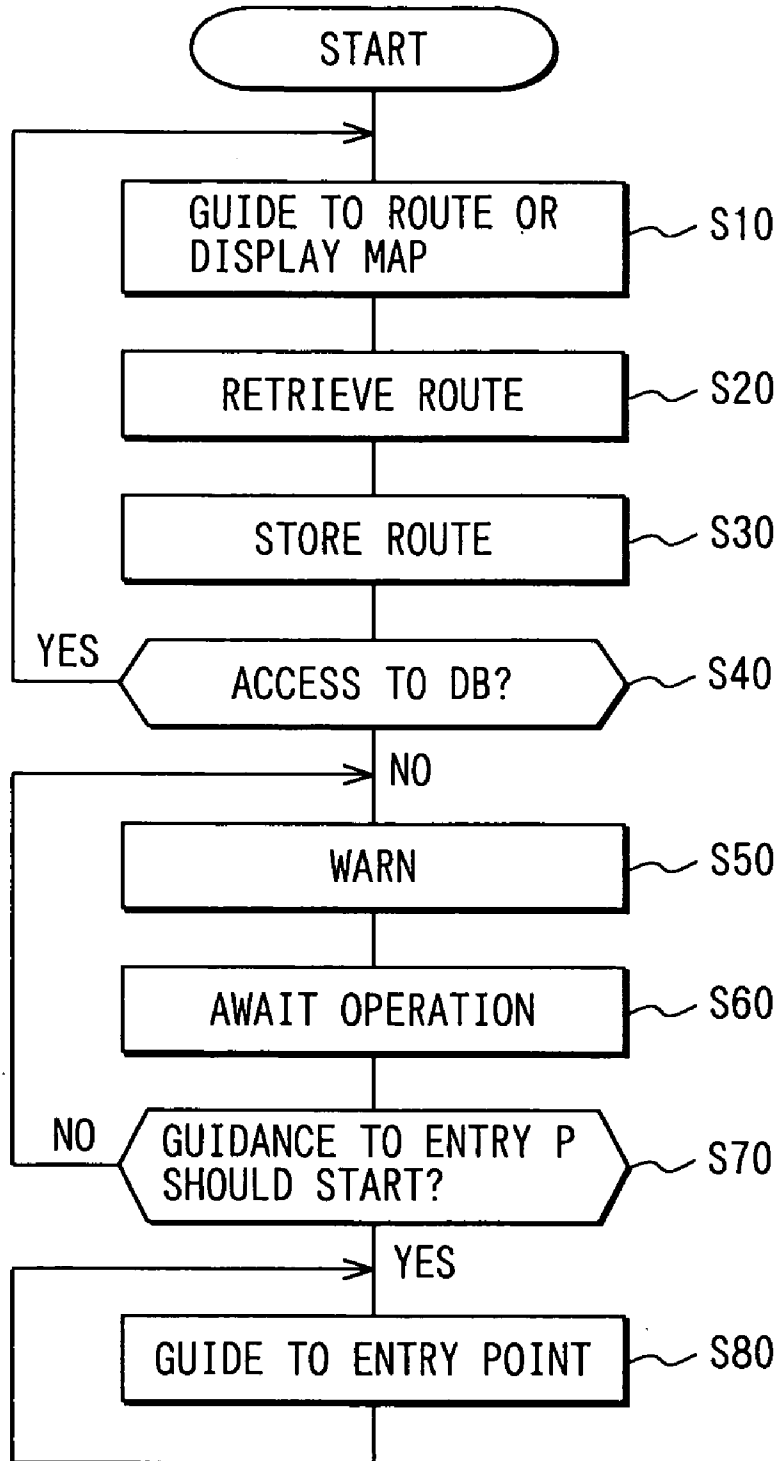 START
GUIDE TO ROUTE OR
DISPLAY MAP
S10
RETRIEVE ROUTE
S20
STORE ROUTE
S30
YES
ACCESS TO DB?
S40
NO
WARN
S50
AWAIT OPERATION
S60
NO
GUIDANCE TO ENTRY P
SHOULD START?
S70
YES
GUIDE TO ENTRY POINT
S80